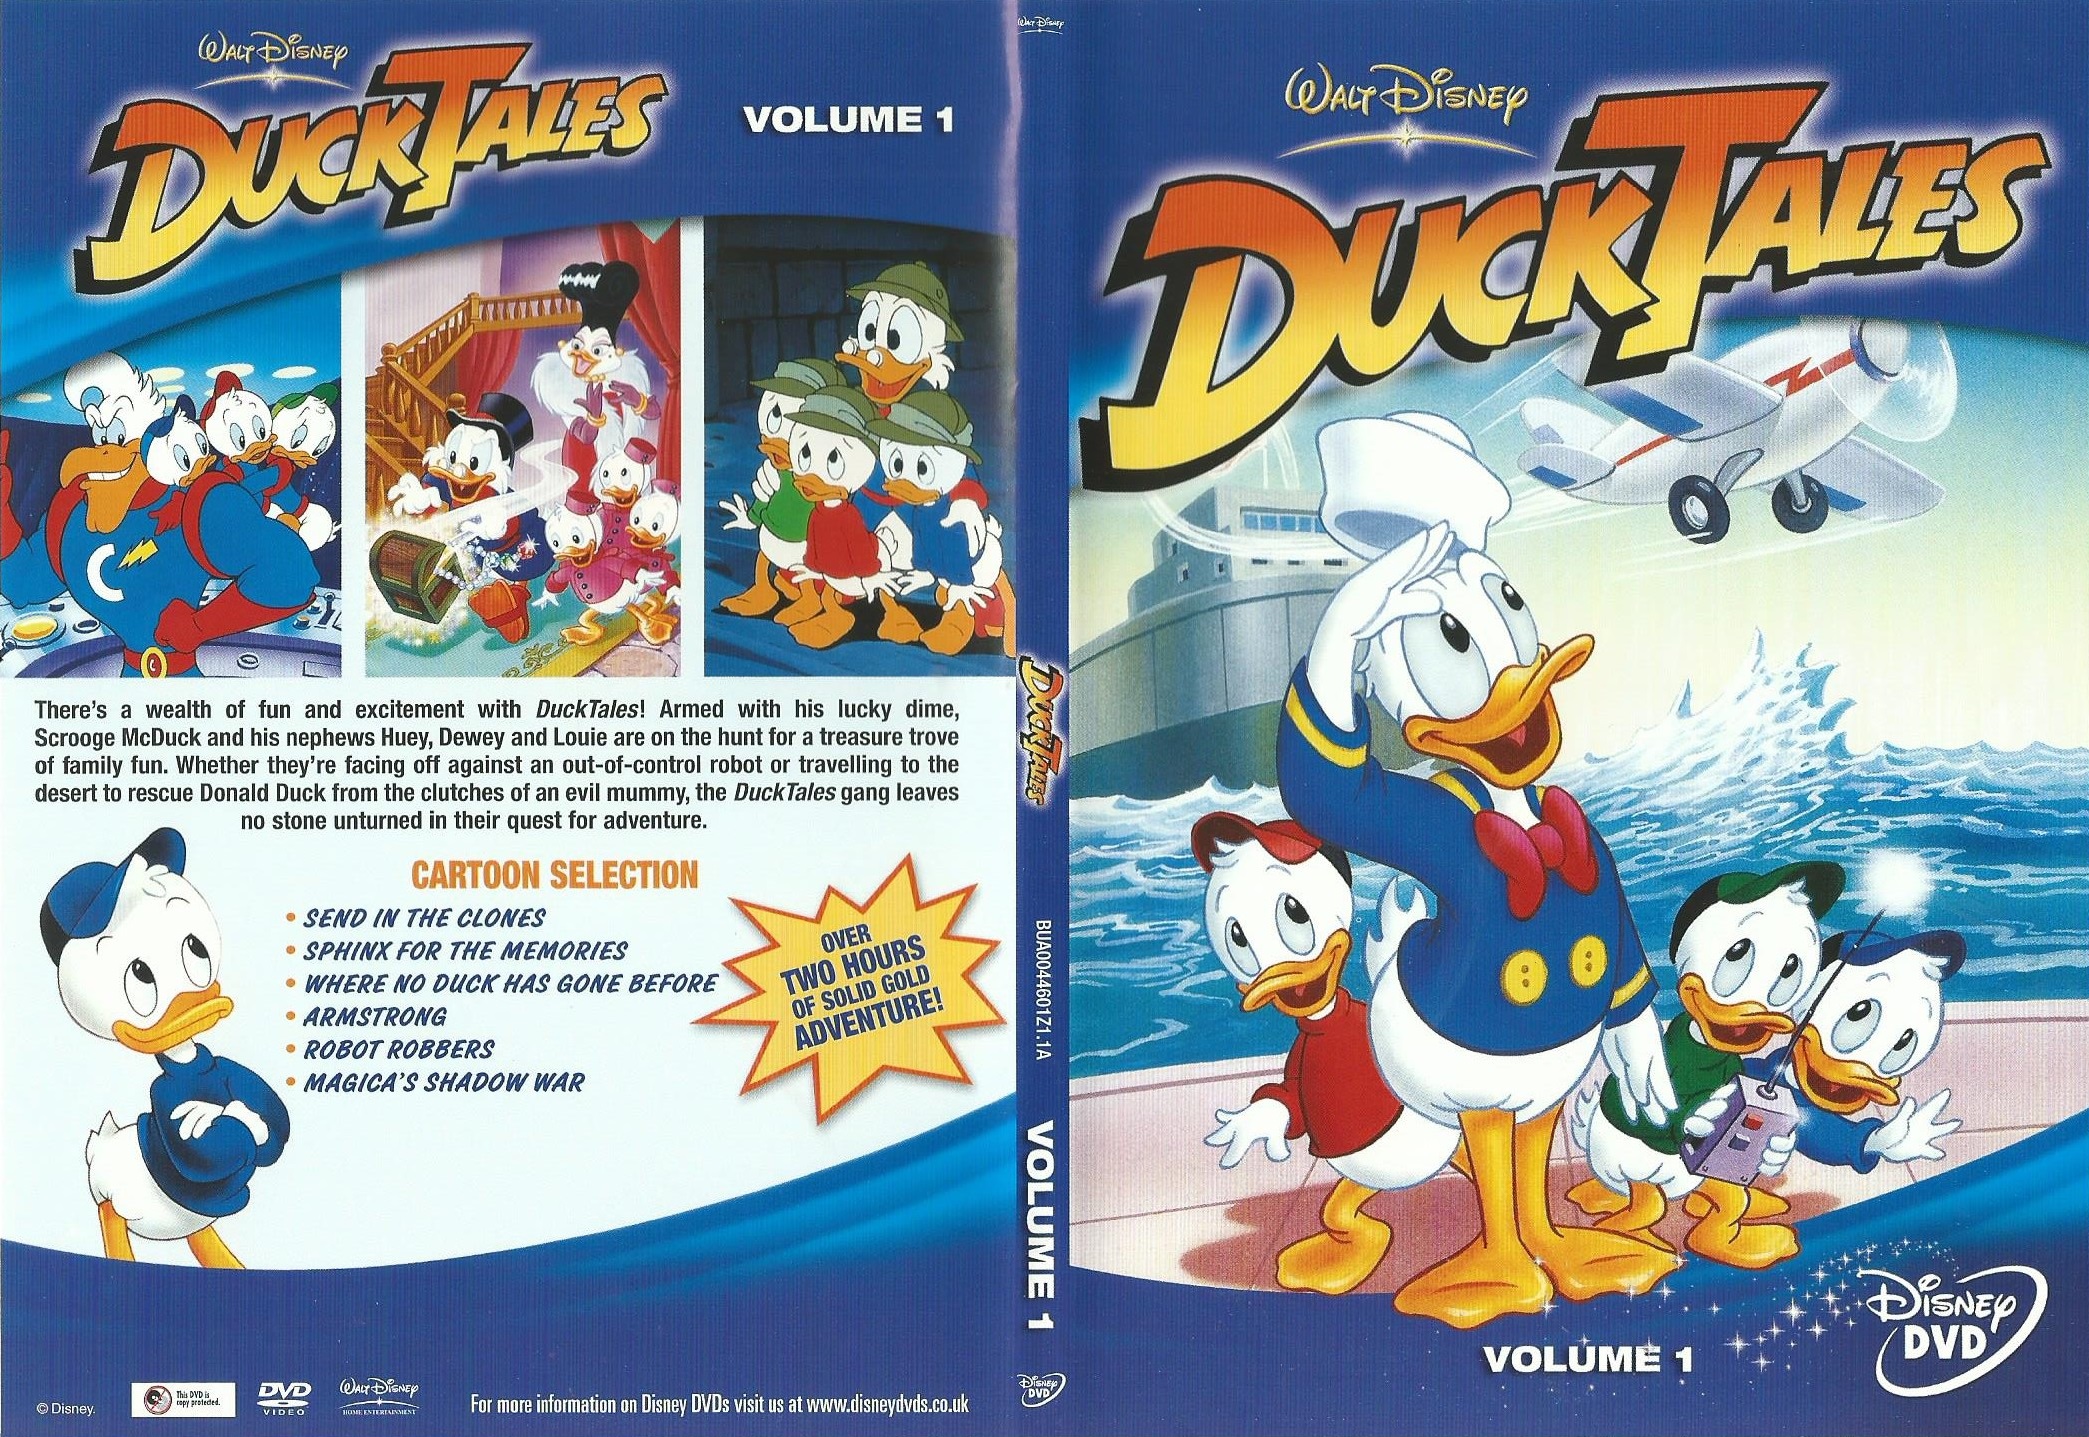 WALT DISNEY
DUCKTALES
VOLUME 1
There's a wealth of fun and excitement with DuckTales! Armed with his lucky dime,
Scrooge McDuck and his nephews Huey, Dewey and Louie are on the hunt for a treasure trove
of family fun. Whether they're facing off against an out-of-control robot or travelling to the
desert to rescue Donald Duck from the clutches of an evil mummy, the DuckTales gang leaves
no stone unturned in their quest for adventure.
CARTOON SELECTION
• SEND IN THE CLONES
• SPHINX FOR THE MEMORIES
• WHERE NO DUCK HAS GONE BEFORE
• ARMSTRONG
• ROBOT ROBBERS
• MAGICA'S SHADOW WAR
OVER
TWO HOURS
OF SOLID GOLD
ADVENTURE!
© Disney.
This DVD is
copy protected.
DVD
VIDEO
WALT DISNEY
HOME ENTERTAINMENT
For more information on Disney DVDs visit us at www.disneydvds.co.uk
WALT DISNEY
DUCKTALES
BUA0044601Z1.1A
VOLUME 1
DISNEY
DVD
WALT DISNEY
DUCKTALES
VOLUME 1
DISNEY
DVD